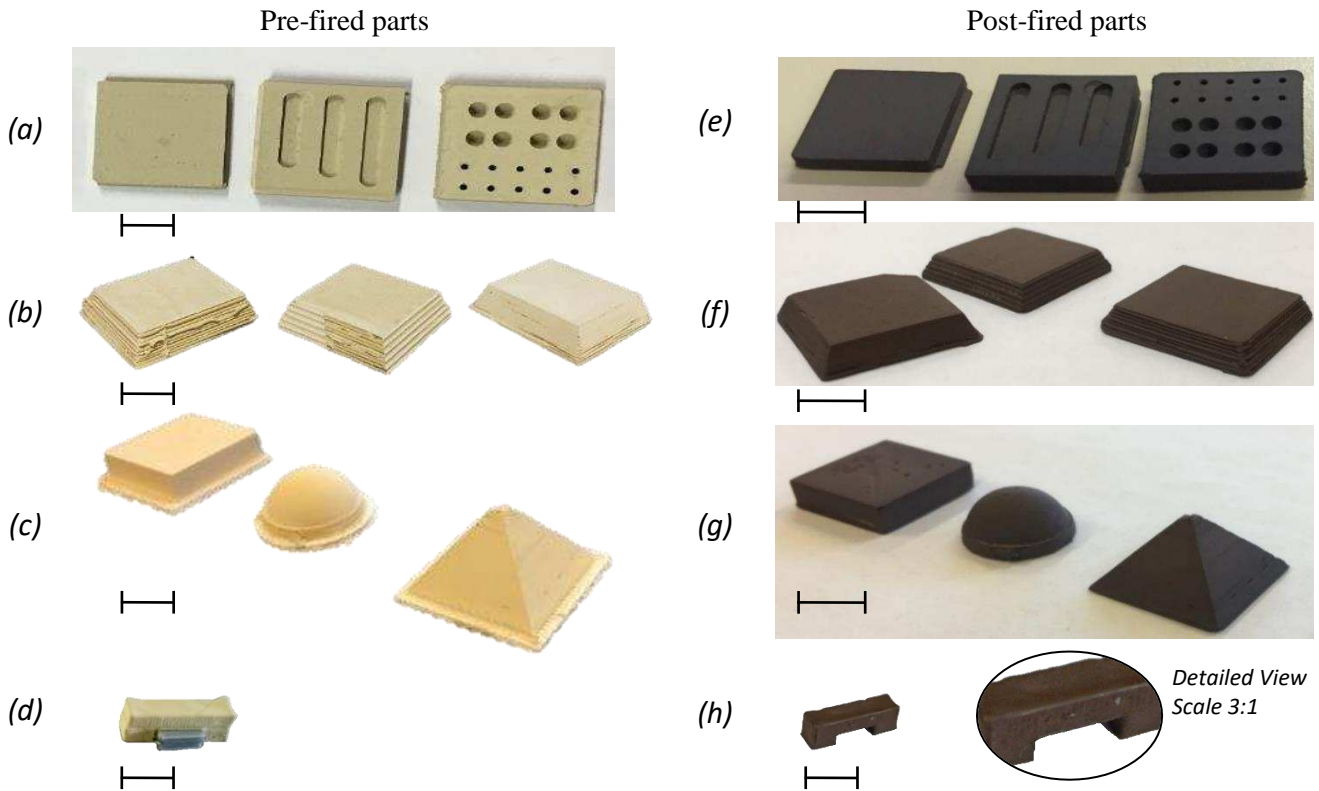 Pre-fired parts
Post-fired parts
(a)
(e)
(b)
(f)
(c)
(g)
(d)
(h)
Detailed View
Scale 3:1